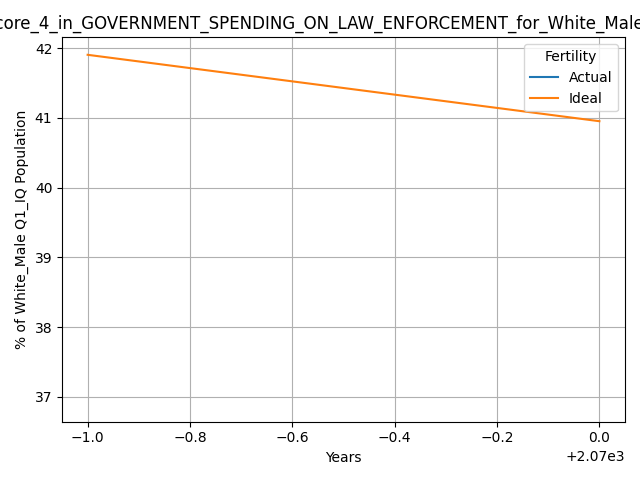 core_4_in_GOVERNMENT_SPENDING_ON_LAW_ENFORCEMENT_for_White_Male
42
41
40
39
38
37
% of White_Male Q1_IQ Population
Fertility
Actual
Ideal
−1.0 −0.8 −0.6 −0.4 −0.2 0.0
+2.07e3
Years